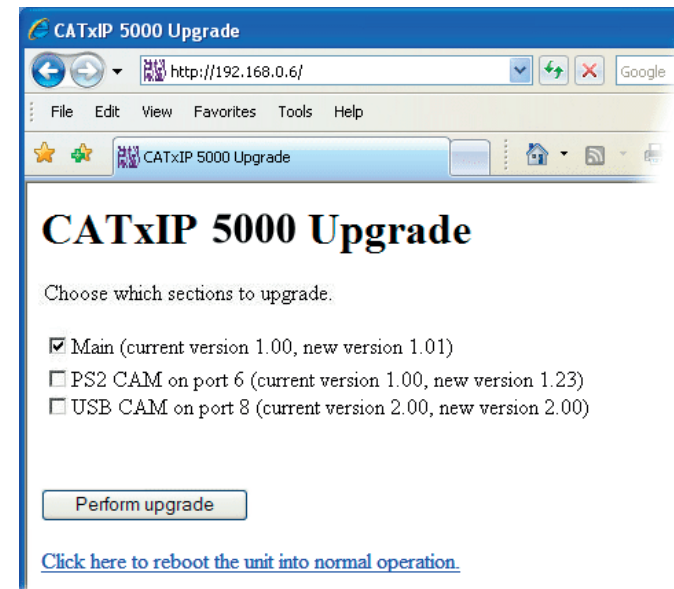 CATxIP 5000 Upgrade
http://192.168.0.6/
Google
File Edit View Favorites Tools Help
CATxIP 5000 Upgrade
CATxIP 5000 Upgrade
Choose which sections to upgrade.
Main (current version 1.00, new version 1.01)
PS2 CAM on port 6 (current version 1.00, new version 1.23)
USB CAM on port 8 (current version 2.00, new version 2.00)
Perform upgrade
Click here to reboot the unit into normal operation.